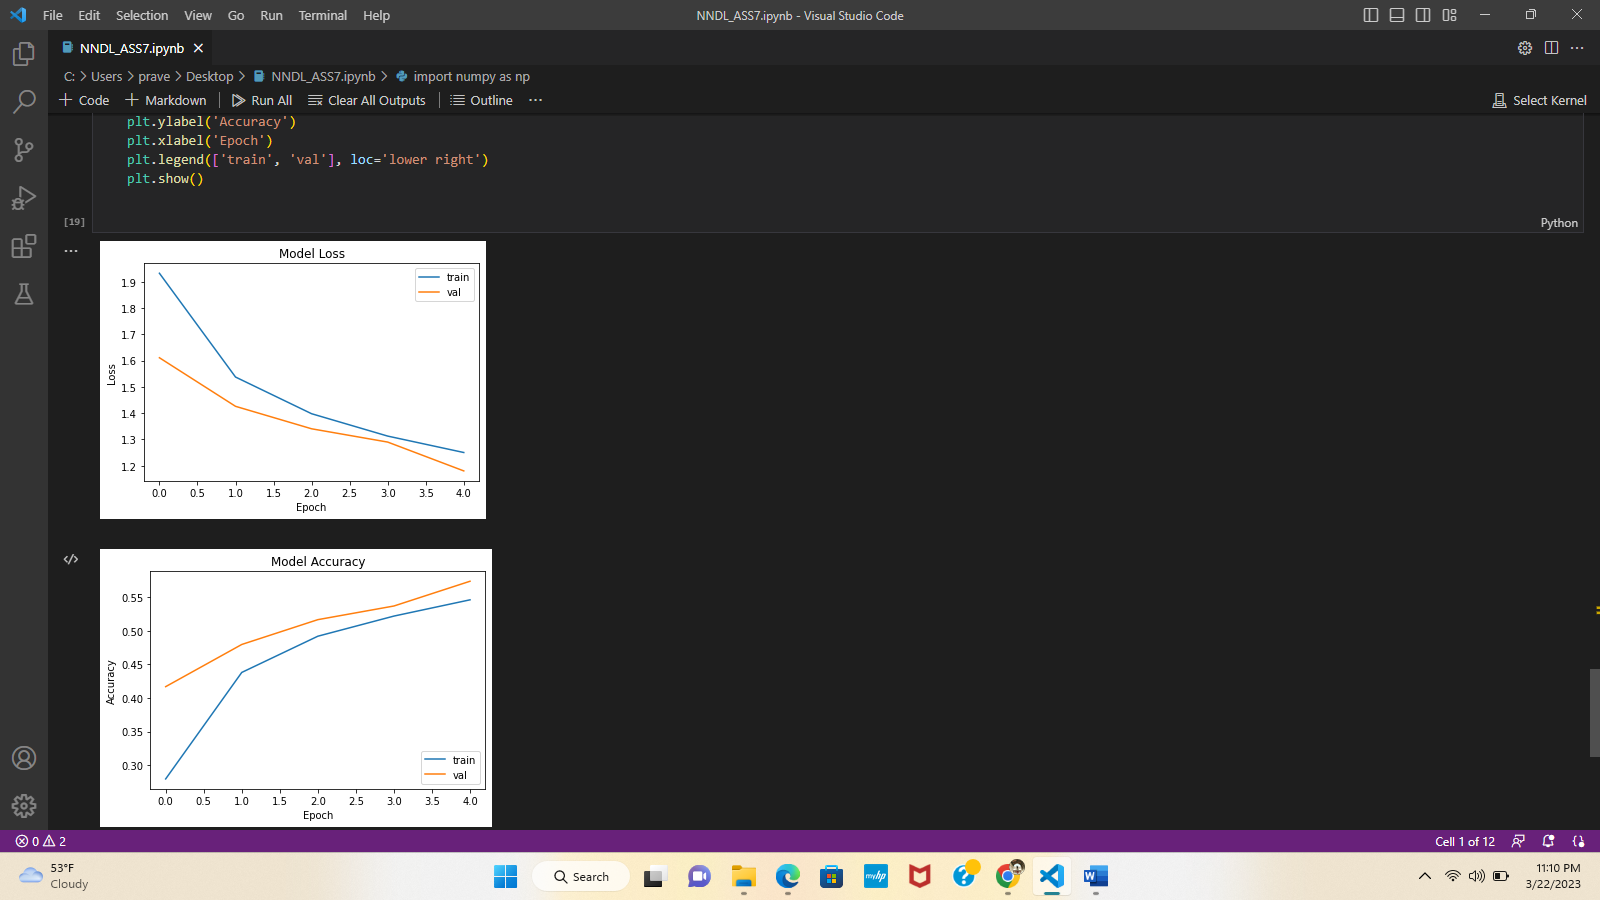 File Edit Selection View Go Run Terminal Help
NNDL_ASS7.ipynb - Visual Studio Code
NNDL_ASS7.ipynb
C: > Users > prave > Desktop > NNDL_ASS7.ipynb > import numpy as np
+ Code + Markdown | Run All Clear All Outputs | Outline ...
Select Kernel
plt.ylabel('Accuracy')
plt.xlabel('Epoch')
plt.legend(['train', 'val'], loc='lower right')
plt.show()
[19]
Python
...
Model Loss
train
val
1.9
1.8
1.7
1.6
1.5
1.4
1.3
1.2
Loss
0.0 0.5 1.0 1.5 2.0 2.5 3.0 3.5 4.0
Epoch
Model Accuracy
0.55
0.50
0.45
0.40
0.35
0.30
Accuracy
train
val
0.0 0.5 1.0 1.5 2.0 2.5 3.0 3.5 4.0
Epoch
0 2
Cell 1 of 12
53°F
Cloudy
Search
myhp
W
11:10 PM
3/22/2023